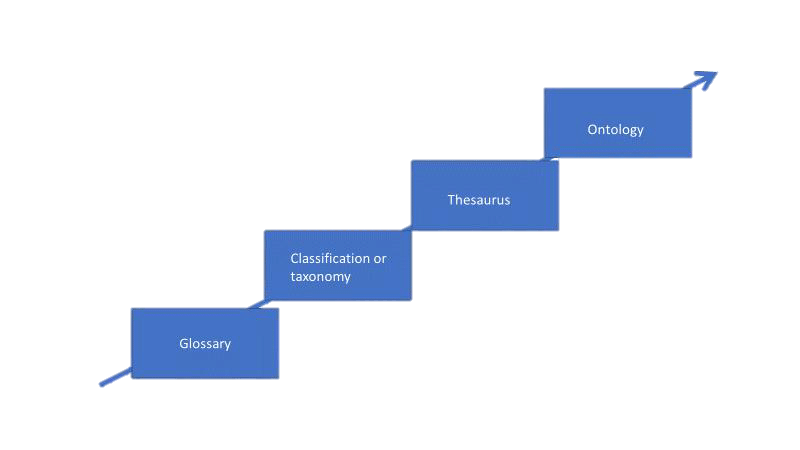 Ontology
Thesaurus
Classification or
taxonomy
Glossary